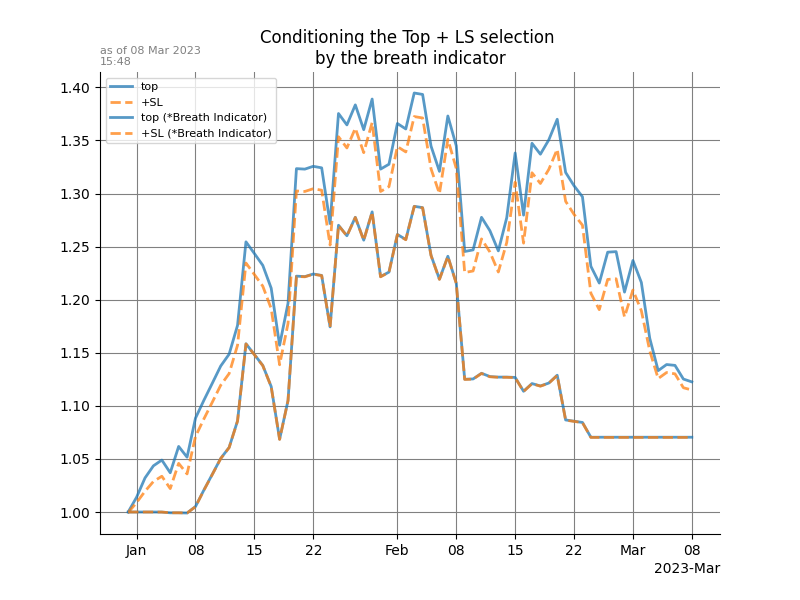 Conditioning the Top + LS selection
by the breath indicator
as of 08 Mar 2023
15:48
top
+SL
top (*Breath Indicator)
+SL (*Breath Indicator)
1.40
1.35
1.30
1.25
1.20
1.15
1.10
1.05
1.00
Jan 08 15 22 Feb 08 15 22 Mar 08
2023-Mar